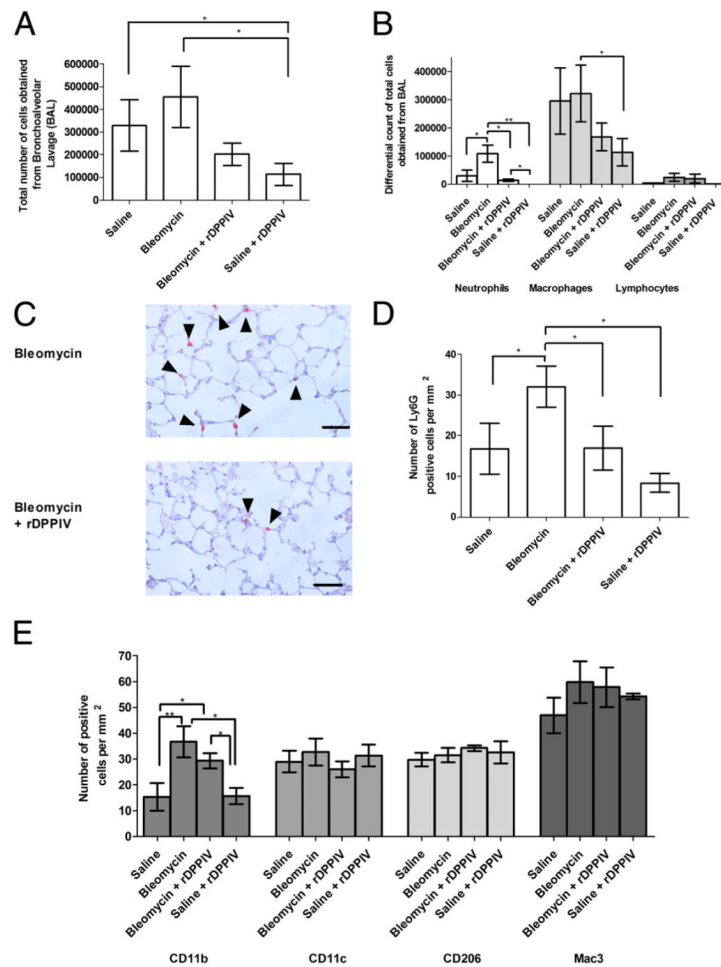 A
*
*
Total number of cells obtained
from Bronchoalveolar
Lavage (BAL)
600000
500000
400000
300000
200000
100000
0
Saline
Bleomycin
Bleomycin + rDPPIV
Saline + rDPPIV
B
*
Differential count of total cells
obtained from BAL
400000
300000
200000
100000
0
**
*
*
*
Saline
Bleomycin
Bleomycin + rDPPIV
Saline + rDPPIV
Saline
Bleomycin
Bleomycin + rDPPIV
Saline + rDPPIV
Saline
Bleomycin
Bleomycin + rDPPIV
Saline + rDPPIV
Neutrophils Macrophages Lymphocytes
C
Bleomycin
Bleomycin
+ rDPPIV
D
*
*
*
Number of Ly6G
positive cells per mm 2
40
30
20
10
0
Saline
Bleomycin
Bleomycin + rDPPIV
Saline + rDPPIV
E
Number of positive
cells per mm 2
70
60
50
40
30
20
10
0
*
**
*
*
Saline
Bleomycin
Bleomycin + rDPPIV
Saline + rDPPIV
Saline
Bleomycin
Bleomycin + rDPPIV
Saline + rDPPIV
Saline
Bleomycin
Bleomycin + rDPPIV
Saline + rDPPIV
Saline
Bleomycin
Bleomycin + rDPPIV
Saline + rDPPIV
CD11b CD11c CD206 Mac3